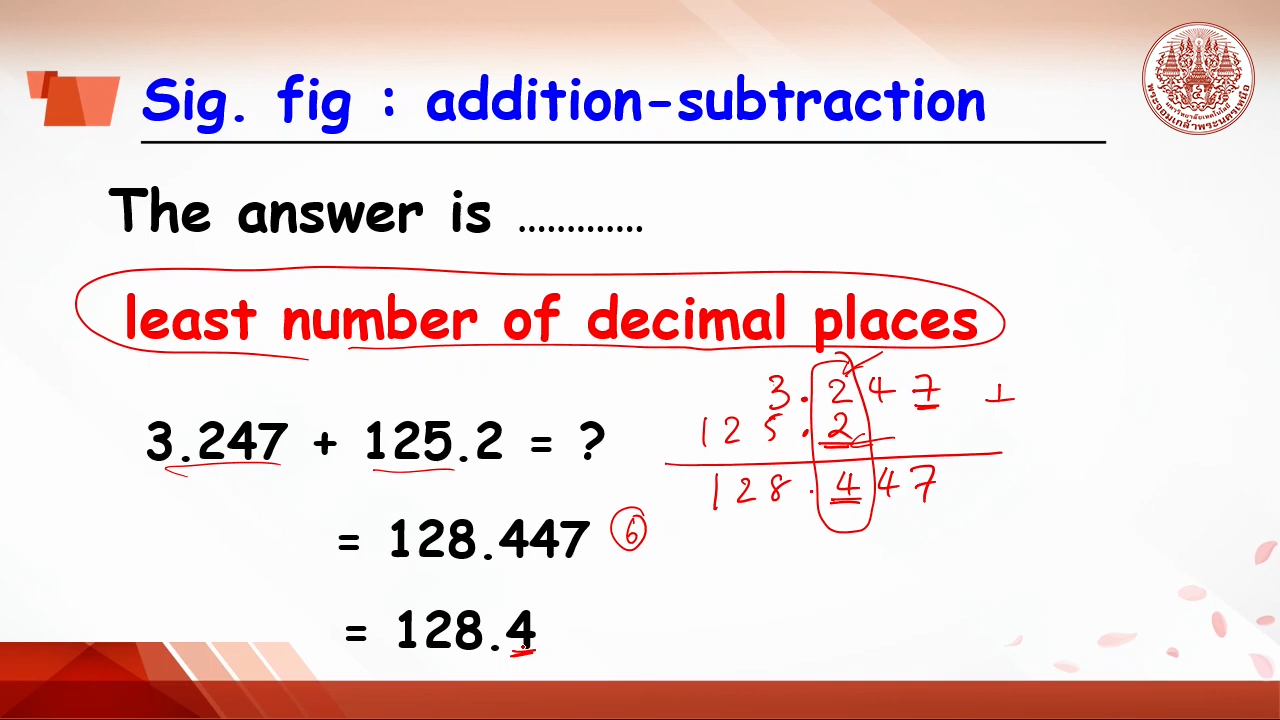 Sig. fig : addition-subtraction
The answer is .............
least number of decimal places
3.247 +
3.247 + 125.2 = ?
125.2
128.447
= 128.447 6
= 128.4